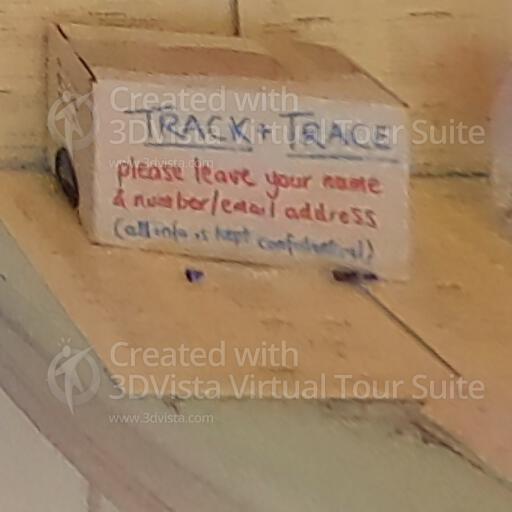 TRACK + TRACE
please leave your name
& number/email address
(all info is kept confidential)
Created with
3DVista Virtual Tour Suite
www.3dvista.com
Created with
3DVista Virtual Tour Suite
www.3dvista.com